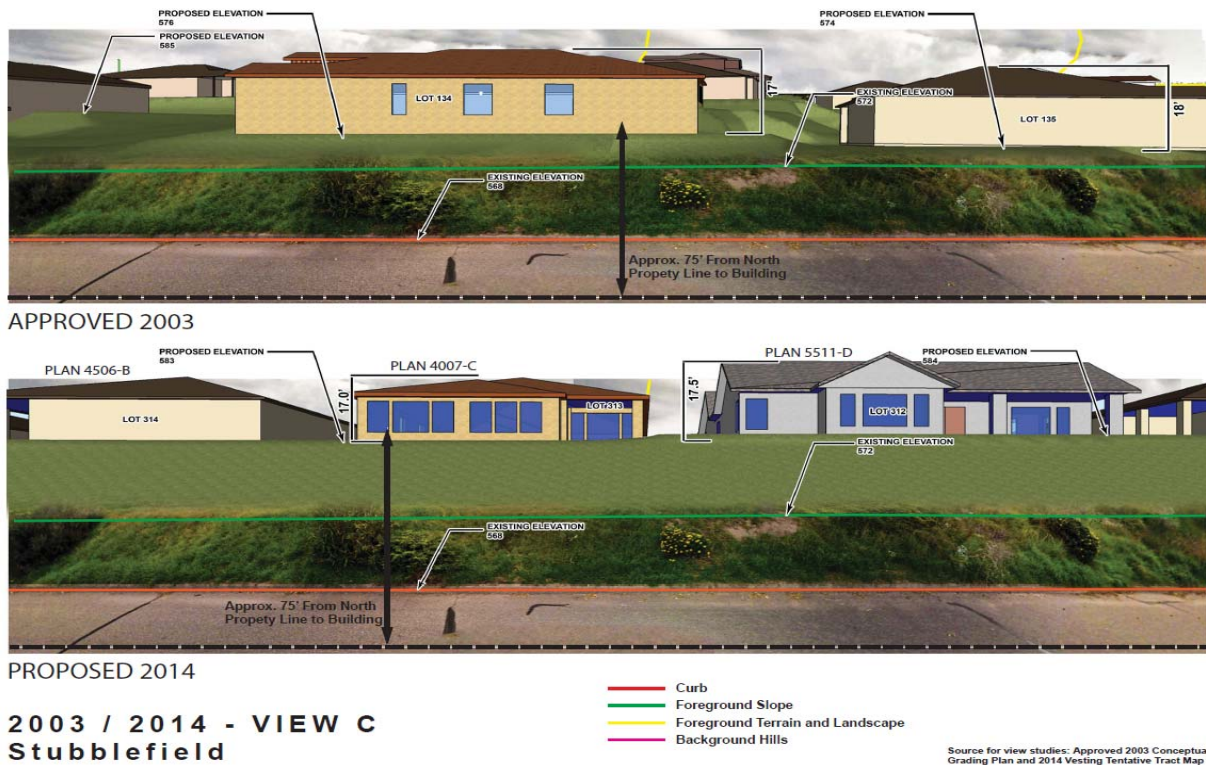 PROPOSED ELEVATION
576
PROPOSED ELEVATION
574
PROPOSED ELEVATION
585
LOT 134
17'
EXISTING ELEVATION
572
LOT 135
18'
EXISTING ELEVATION
568
Approx. 75' From North
Propety Line to Building
APPROVED 2003
PROPOSED ELEVATION
583
PLAN 4506-B
PLAN 4007-C
PLAN 5511-D
PROPOSED ELEVATION
584
17.0'
17.5'
LOT 313
LOT 312
LOT 314
EXISTING ELEVATION
572
EXISTING ELEVATION
568
Approx. 75' From North
Propety Line to Building
PROPOSED 2014
2003 / 2014 - VIEW C
Stubblefield
Curb
Foreground Slope
Foreground Terrain and Landscape
Background Hills
Source for view studies: Approved 2003 Conceptua
Grading Plan and 2014 Vesting Tentative Tract Map